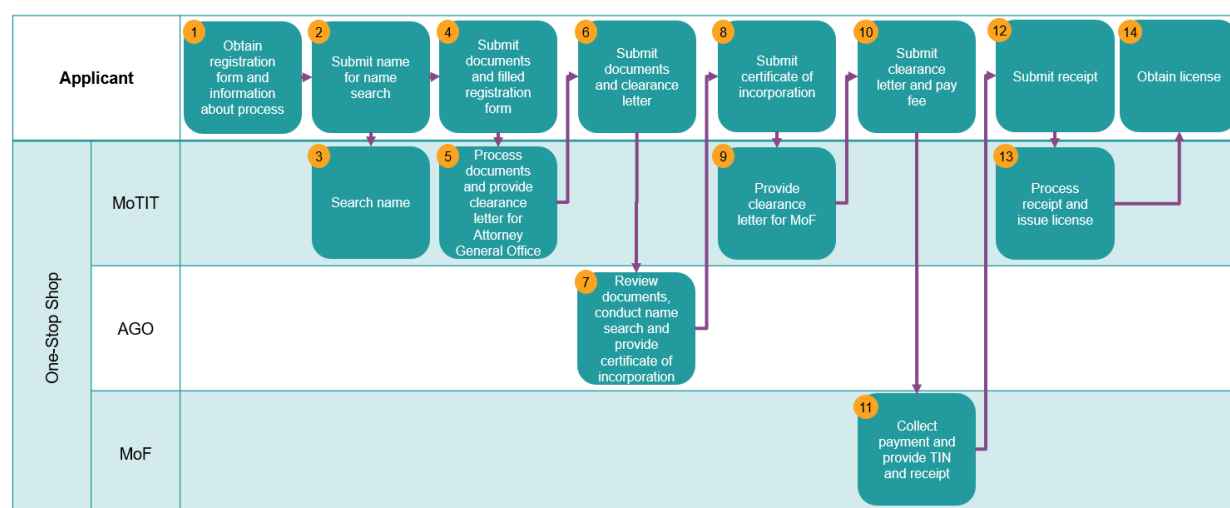 Applicant
1
Obtain
registration
form and
information
about process
2
Submit name
for name
search
4
Submit
documents
and filled
registration
form
6
Submit
documents
and clearance
letter
8
Submit
certificate of
incorporation
10
Submit
clearance
letter and pay
fee
12
Submit receipt
14
Obtain license
One-Stop Shop
MoTIT
3
Search name
5
Process
documents
and provide
clearance
letter for
Attorney
General Office
9
Provide
clearance
letter for MoF
13
Process
receipt and
issue license
AGO
7
Review
documents,
conduct name
search and
provide
certificate of
incorporation
MoF
11
Collect
payment and
provide TIN
and receipt